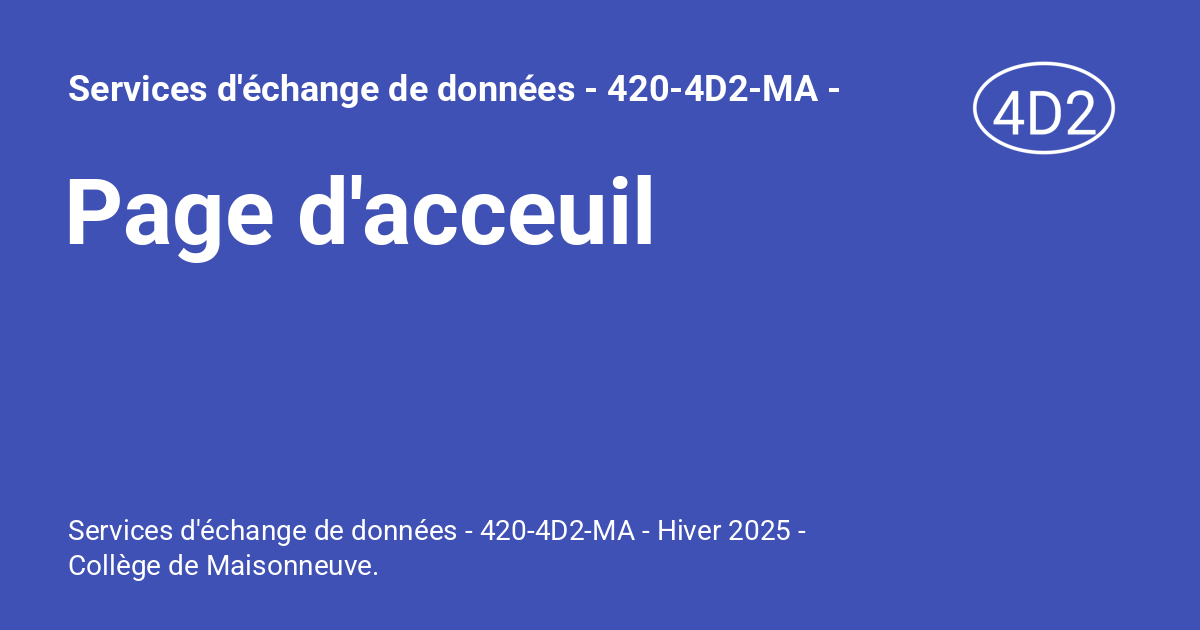 Services d'échange de données - 420-4D2-MA -
4D2
Page d'acceuil
Services d'échange de données - 420-4D2-MA - Hiver 2025 -
Collège de Maisonneuve.